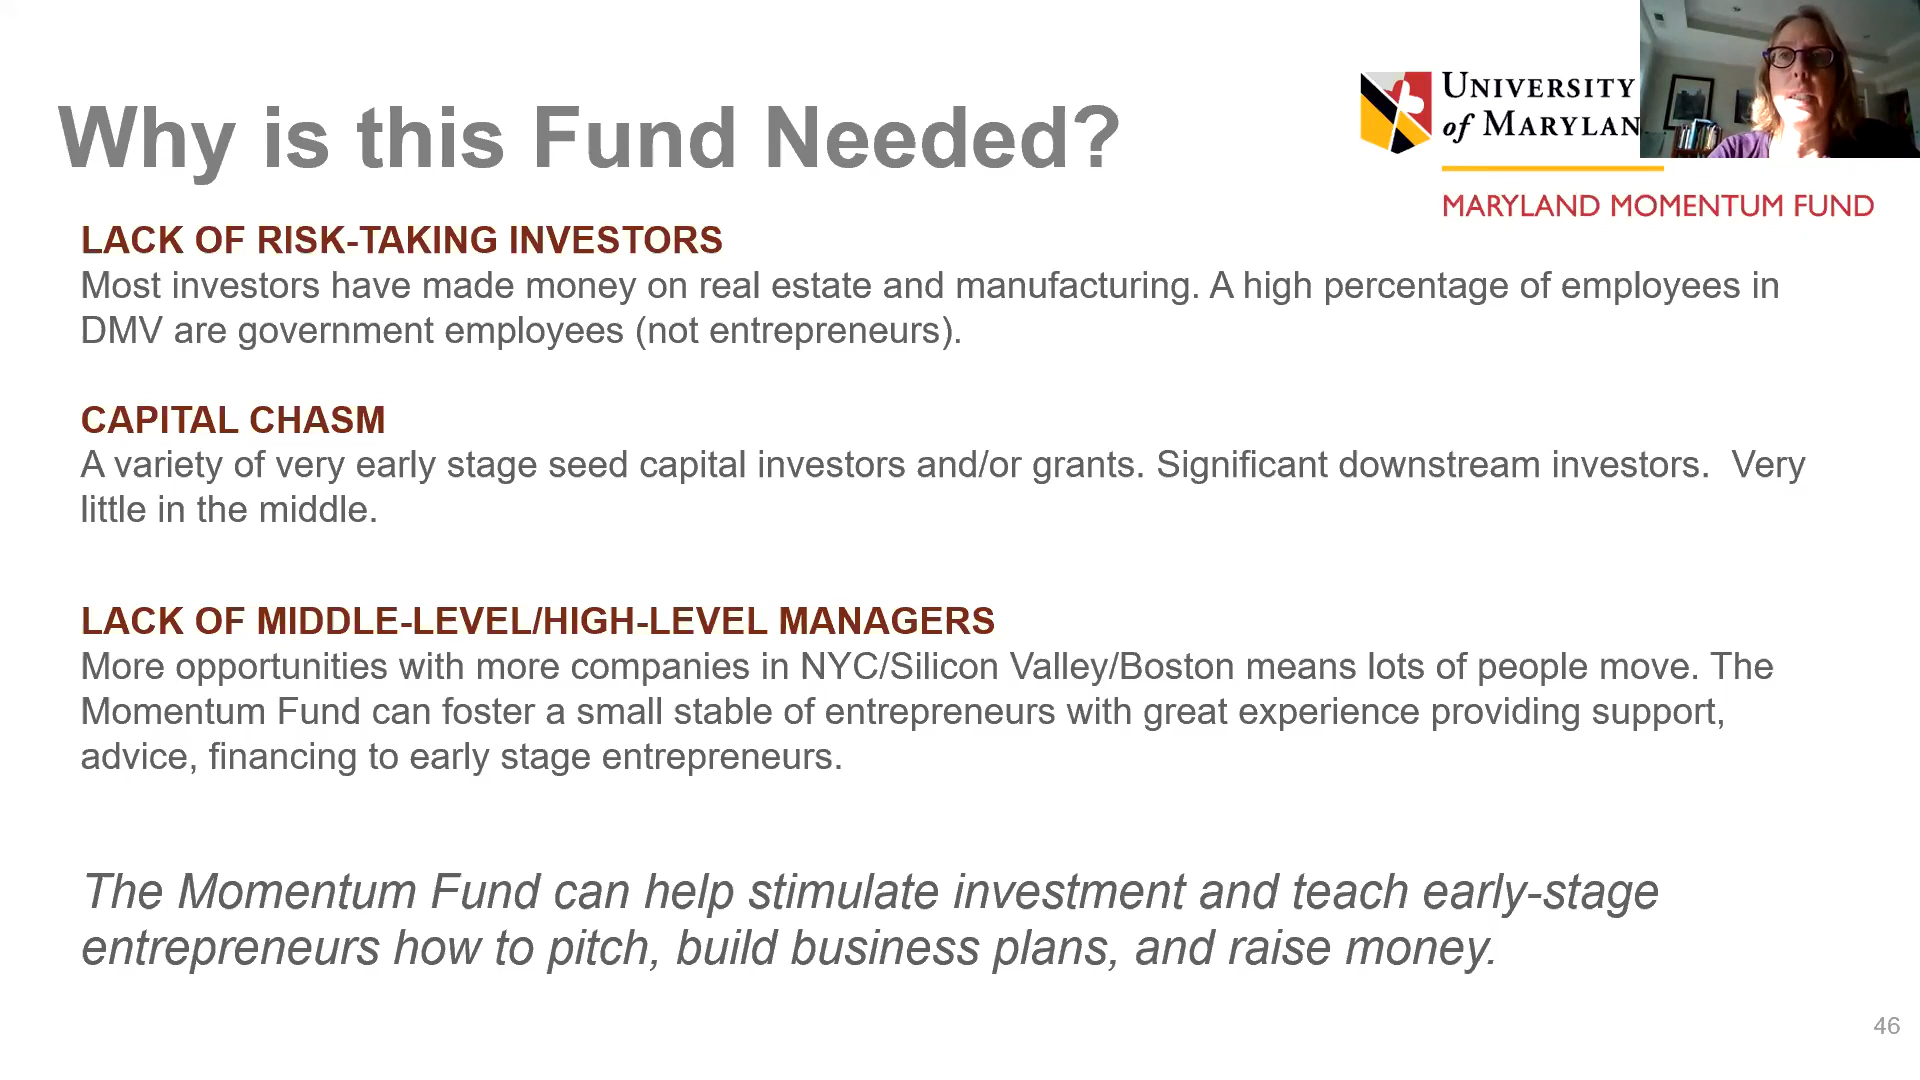 Why is this Fund Needed?
UNIVERSITY
of MARYLAN
MARYLAND MOMENTUM FUND
LACK OF RISK-TAKING INVESTORS
Most investors have made money on real estate and manufacturing. A high percentage of employees in
DMV are government employees (not entrepreneurs).
CAPITAL CHASM
A variety of very early stage seed capital investors and/or grants. Significant downstream investors.  Very
little in the middle.
LACK OF MIDDLE-LEVEL/HIGH-LEVEL MANAGERS
More opportunities with more companies in NYC/Silicon Valley/Boston means lots of people move. The
Momentum Fund can foster a small stable of entrepreneurs with great experience providing support,
advice, financing to early stage entrepreneurs.
The Momentum Fund can help stimulate investment and teach early-stage
entrepreneurs how to pitch, build business plans, and raise money.
46